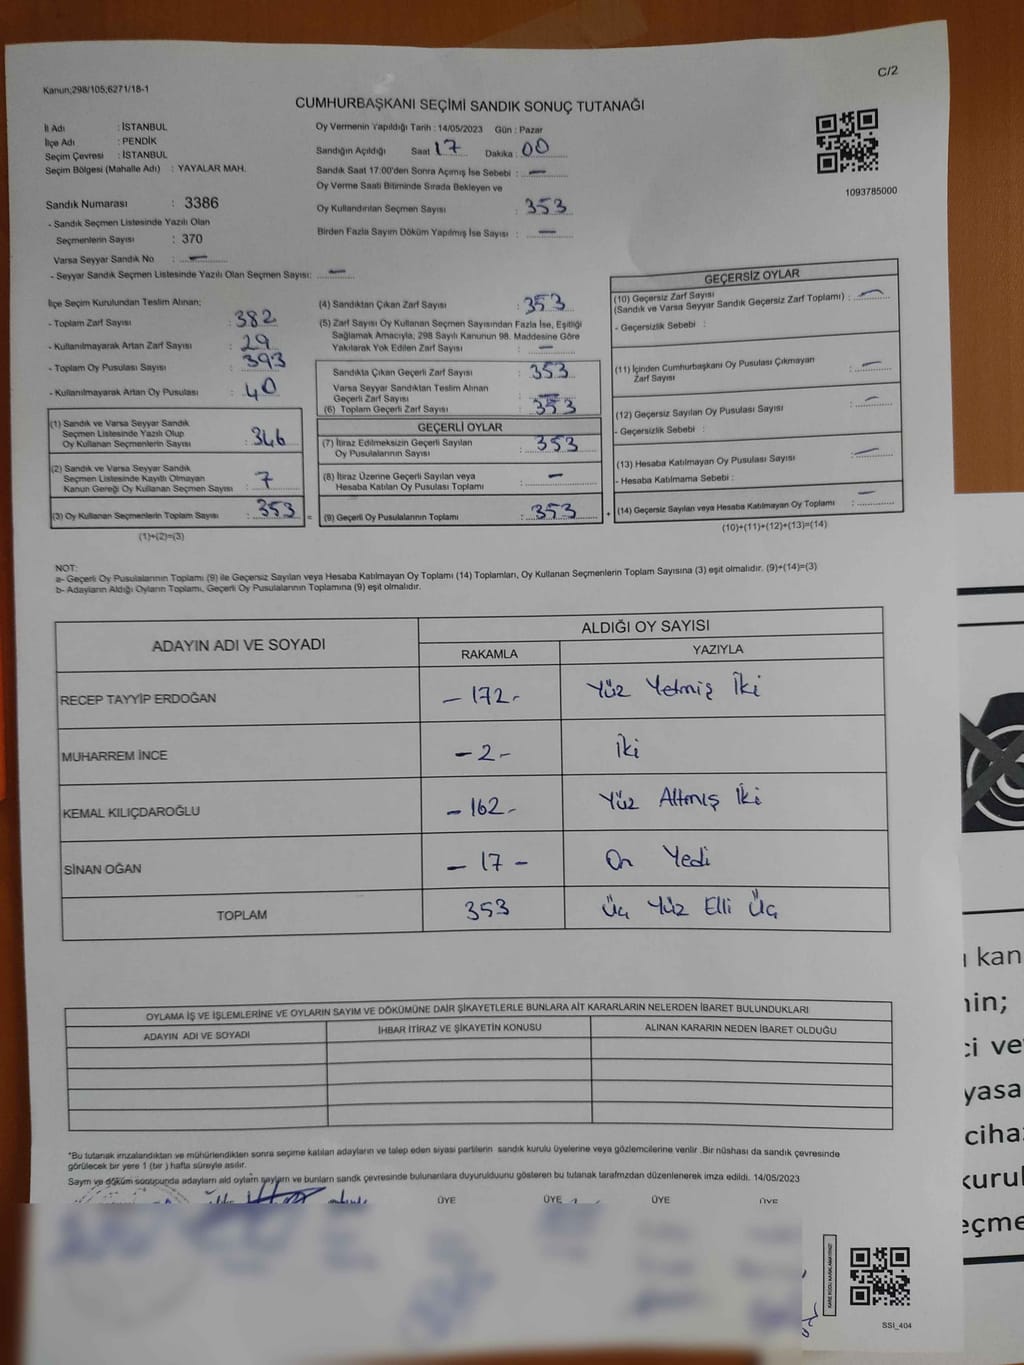 Kanun;298/105;6271/18-1
C/2
CUMHURBAŞKANI SEÇİMİ SANDIK SONUÇ TUTANAĞI
İl Adı : İSTANBUL
İlçe Adı : PENDİK
Seçim Çevresi : İSTANBUL
Seçim Bölgesi (Mahalle Adı) : YAYALAR MAH.
Sandık Numarası : 3386
- Sandık Seçmen Listesinde Yazılı Olan
Seçmenlerin Sayısı : 370
Varsa Seyyar Sandık No : —
- Seyyar Sandık Seçmen Listesinde Yazılı Olan Seçmen Sayısı: —
Oy Vermenin Yapıldığı Tarih : 14/05/2023 Gün : Pazar
Sandığın Açıldığı Saat 17 Dakika : 00
Sandık Saat 17:00'den Sonra Açımış İse Sebebi : —
Oy Verme Saati Bitiminde Sırada Bekleyen ve
Oy Kullandırılan Seçmen Sayısı : 353
Birden Fazla Sayım Döküm Yapılmış İse Sayısı : —
1093785000
İlçe Seçim Kurulundan Teslim Alınan;
- Toplam Zarf Sayısı : 382
- Kullanılmayarak Artan Zarf Sayısı : 29
- Toplam Oy Pusulası Sayısı : 393
- Kullanılmayarak Artan Oy Pusulası : 40
(1) Sandık ve Varsa Seyyar Sandık
Seçmen Listesinde Yazılı Olup
Oy Kullanan Seçmenlerin Sayısı : 346
(2) Sandık ve Varsa Seyyar Sandık
Seçmen Listesinde Kayıtlı Olmayan
Kanun Gereği Oy Kullanan Seçmen Sayısı : 7
(3) Oy Kullanan Seçmenlerin Toplam Sayısı : 353 =
(1)+(2)=(3)
(4) Sandıktan Çıkan Zarf Sayısı : 353
(5) Zarf Sayısı Oy Kullanan Seçmen Sayısından Fazla İse, Eşitliği
Sağlamak Amacıyla; 298 Sayılı Kanunun 98. Maddesine Göre
Yakılarak Yok Edilen Zarf Sayısı : —
Sandıkta Çıkan Geçerli Zarf Sayısı : 353
Varsa Seyyar Sandıktan Teslim Alınan
Geçerli Zarf Sayısı : —
(6) Toplam Geçerli Zarf Sayısı : 353
GEÇERLİ OYLAR
(7) İtiraz Edilmeksizin Geçerli Sayılan
Oy Pusulalarının Sayısı : 353
(8) İtiraz Üzerine Geçerli Sayılan veya
Hesaba Katılan Oy Pusulası Toplamı : —
(9) Geçerli Oy Pusulalarının Toplamı : 353 +
GEÇERSİZ OYLAR
(10) Geçersiz Zarf Sayısı
(Sandık ve Varsa Seyyar Sandık Geçersiz Zarf Toplamı) : —
- Geçersizlik Sebebi :
(11) İçinden Cumhurbaşkanı Oy Pusulası Çıkmayan
Zarf Sayısı : —
(12) Geçersiz Sayılan Oy Pusulası Sayısı : —
- Geçersizlik Sebebi :
(13) Hesaba Katılmayan Oy Pusulası Sayısı : —
- Hesaba Katılmama Sebebi :
(14) Geçersiz Sayılan veya Hesaba Katılmayan Oy Toplamı : —
(10)+(11)+(12)+(13)=(14)
NOT:
a- Geçerli Oy Pusulalarının Toplamı (9) ile Geçersiz Sayılan veya Hesaba Katılmayan Oy Toplamı (14) Toplamları, Oy Kullanan Seçmenlerin Toplam Sayısına (3) eşit olmalıdır. (9)+(14)=(3)
b- Adayların Aldığı Oyların Toplamı, Geçerli Oy Pusulalarının Toplamına (9) eşit olmalıdır.
ADAYIN ADI VE SOYADI ALDIĞI OY SAYISI
RAKAMLA YAZIYLA
RECEP TAYYİP ERDOĞAN - 172 - Yüz Yetmiş İki
MUHARREM İNCE - 2 - İki
KEMAL KILIÇDAROĞLU - 162 - Yüz Altmış İki
SİNAN OĞAN - 17 - On Yedi
TOPLAM 353 Üç Yüz Elli Üç
OYLAMA İŞ VE İŞLEMLERİNE VE OYLARIN SAYIM VE DÖKÜMÜNE DAİR ŞİKAYETLERLE BUNLARA AİT KARARLARIN NELERDEN İBARET BULUNDUKLARI
ADAYIN ADI VE SOYADI İHBAR İTİRAZ VE ŞİKAYETİN KONUSU ALINAN KARARIN NEDEN İBARET OLDUĞU
*Bu tutanak imzalandıktan ve mühürlendikten sonra seçime katılan adayların ve talep eden siyasi partilerin sandık kurulu üyelerine veya gözlemcilerine verilir .Bir nüshası da sandık çevresinde
görülecek bir yere 1 (bir ) hafta süreyle asılır.
Sayım ve döküm sonucunda adayların aldı oyların sayların ve bunların sandık çevresinde bulunanlara duyurulduunu gösteren bu tutanak tarafımzdan düzenlenerek imza edildi. 14/05/2023
ÜYE ÜYE ÜYE ÜYE
KARE KODU KARALAMAYINIZ!
SSI_404
kan
nin;
ci ve
yasa
ciha
kurul
eçme